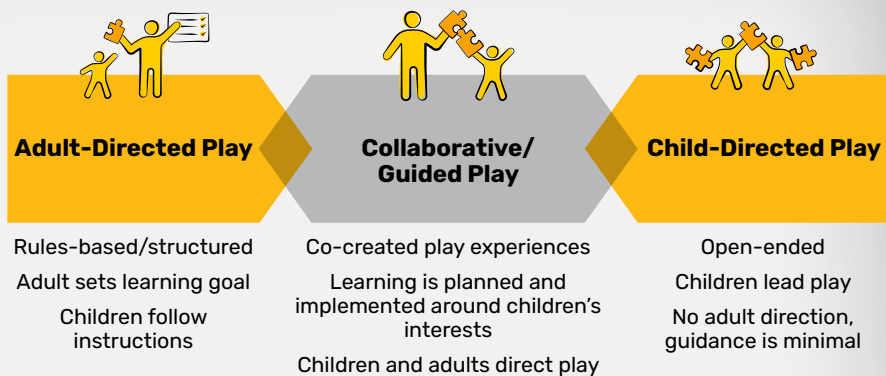 Adult-Directed Play
Rules-based/structured
Adult sets learning goal
Children follow
instructions
Collaborative/
Guided Play
Co-created play experiences
Learning is planned and
implemented around children’s
interests
Children and adults direct play
Child-Directed Play
Open-ended
Children lead play
No adult direction,
guidance is minimal